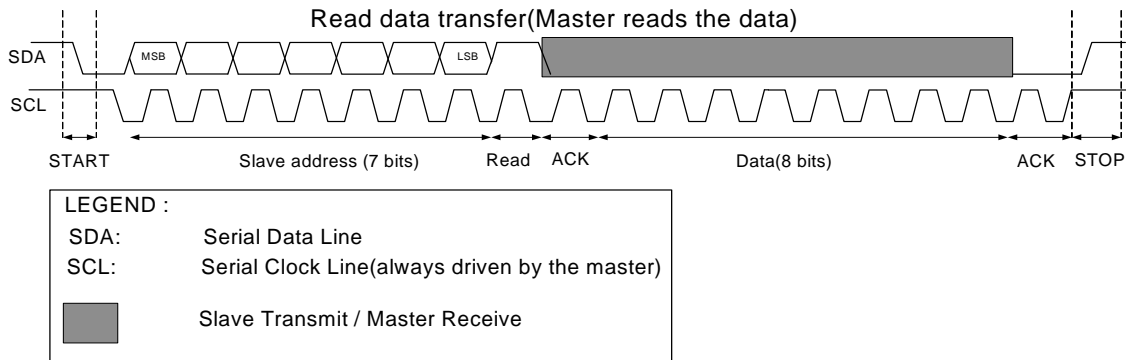 Read data transfer(Master reads the data)
SDA
MSB
LSB
SCL
START
Slave address (7 bits)
Read
ACK
Data(8 bits)
ACK
STOP
LEGEND :
SDA: Serial Data Line
SCL: Serial Clock Line(always driven by the master)
Slave Transmit / Master Receive